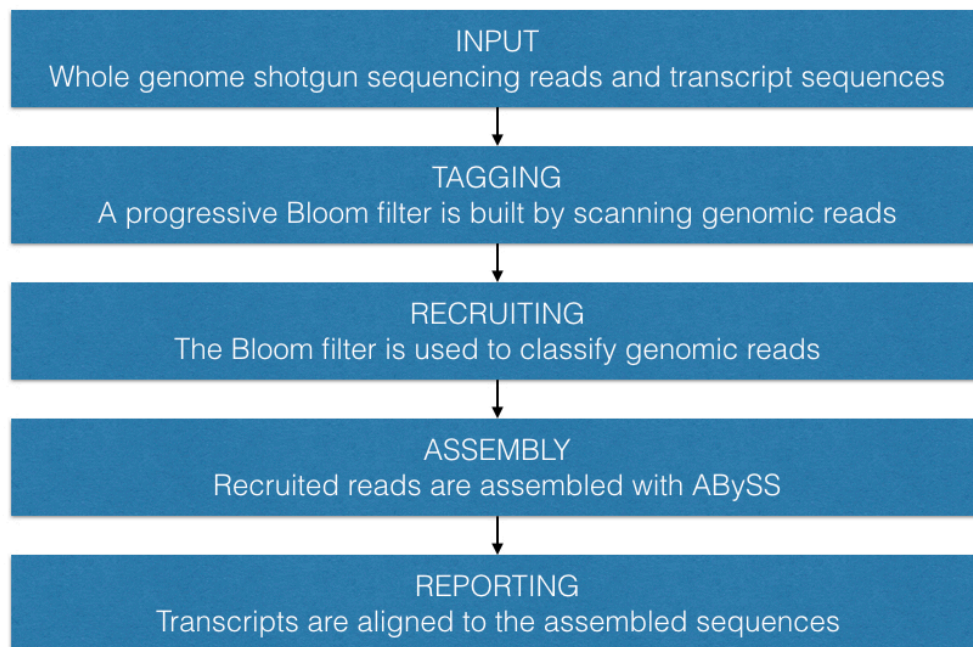 INPUT
Whole genome shotgun sequencing reads and transcript sequences
TAGGING
A progressive Bloom filter is built by scanning genomic reads
RECRUITING
The Bloom filter is used to classify genomic reads
ASSEMBLY
Recruited reads are assembled with ABySS
REPORTING
Transcripts are aligned to the assembled sequences